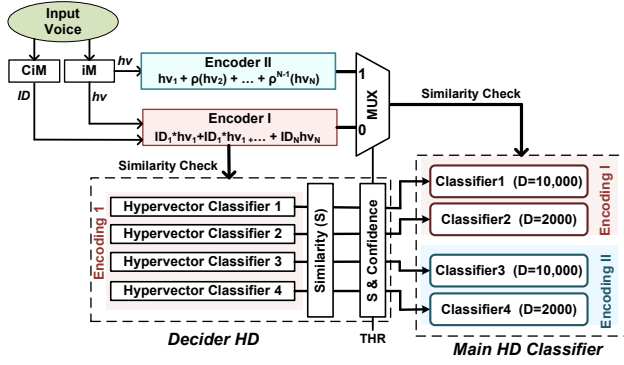 Input
Voice
CiM
iM
hv
ID
hv
Encoder II
hv₁ + ρ(hv₂) + … + ρᴺ⁻¹(hv_N)
Encoder I
ID₁*hv₁+ID₁*hv₁₊… + ID_Nhv_N
1
0
MUX
Similarity Check
Similarity Check
Encoding 1
Hypervector Classifier 1
Hypervector Classifier 2
Hypervector Classifier 3
Hypervector Classifier 4
Similarity (S)
S & Confidence
THR
Decider HD
Classifier1 (D=10,000)
Classifier2 (D=2000)
Encoding I
Classifier3 (D=10,000)
Classifier4 (D=2000)
Encoding II
Main HD Classifier